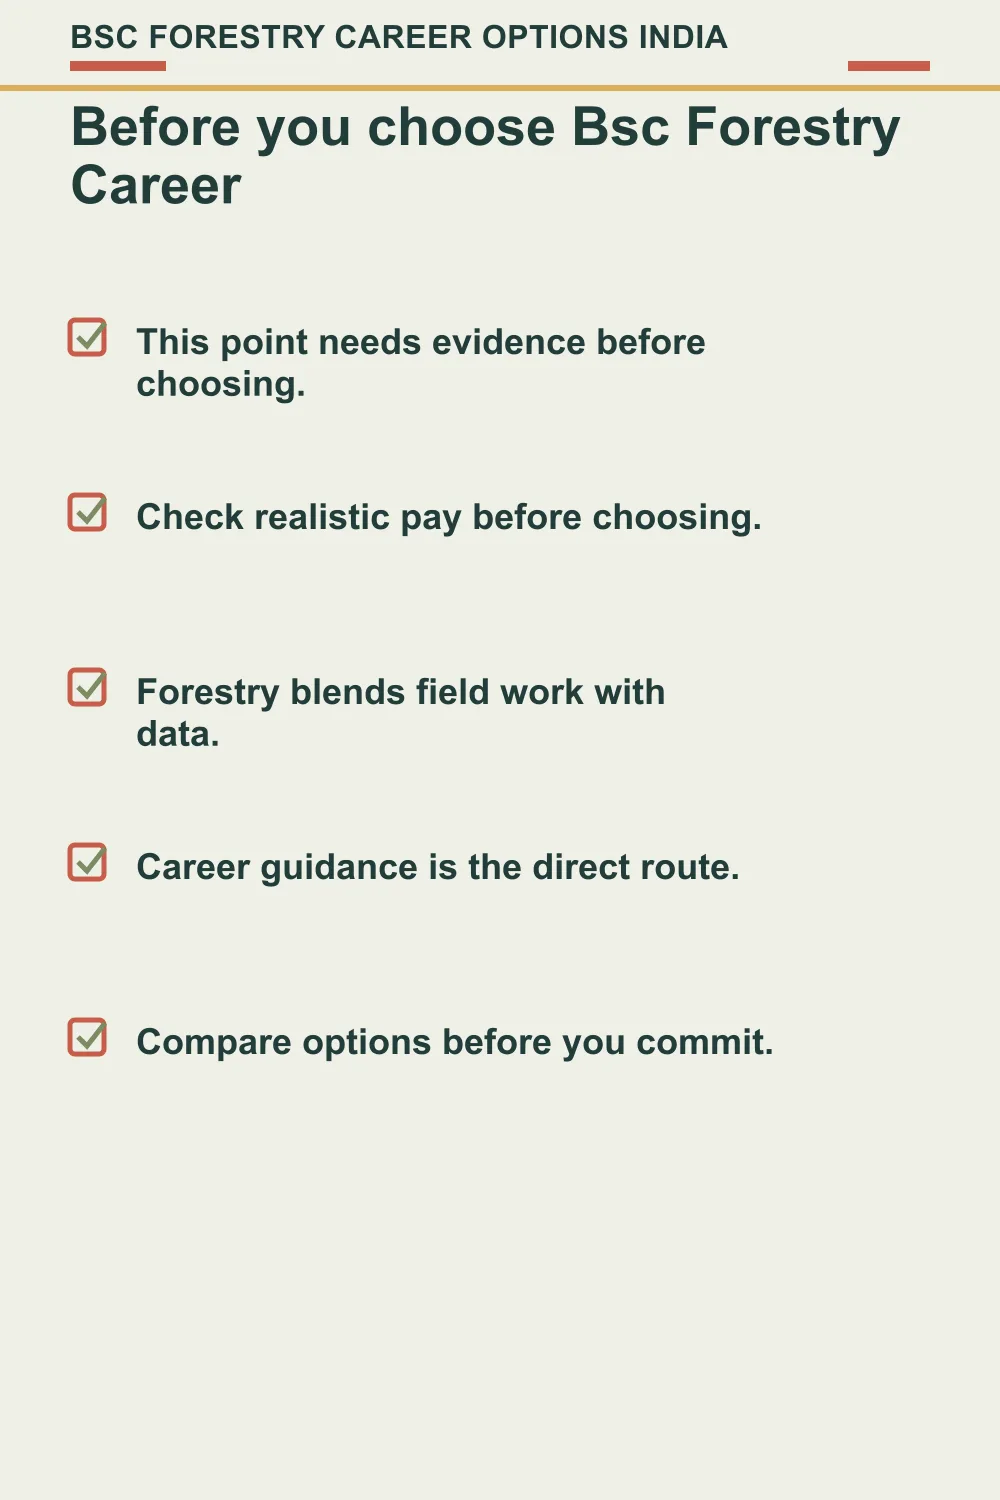 BSC FORESTRY CAREER OPTIONS INDIA
Before you choose Bsc Forestry
Career
This point needs evidence before
choosing.
Check realistic pay before choosing.
Forestry blends field work with
data.
Career guidance is the direct route.
Compare options before you commit.